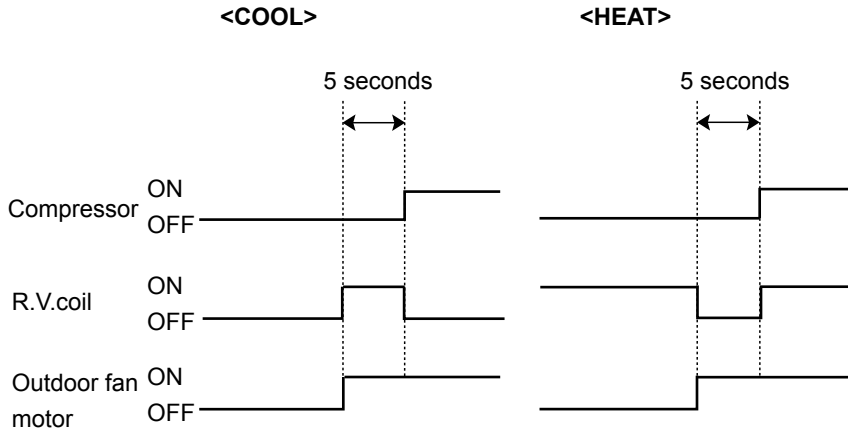 <COOL> <HEAT>
5 seconds 5 seconds
Compressor ON
OFF
R.V.coil ON
OFF
Outdoor fan ON
motor OFF